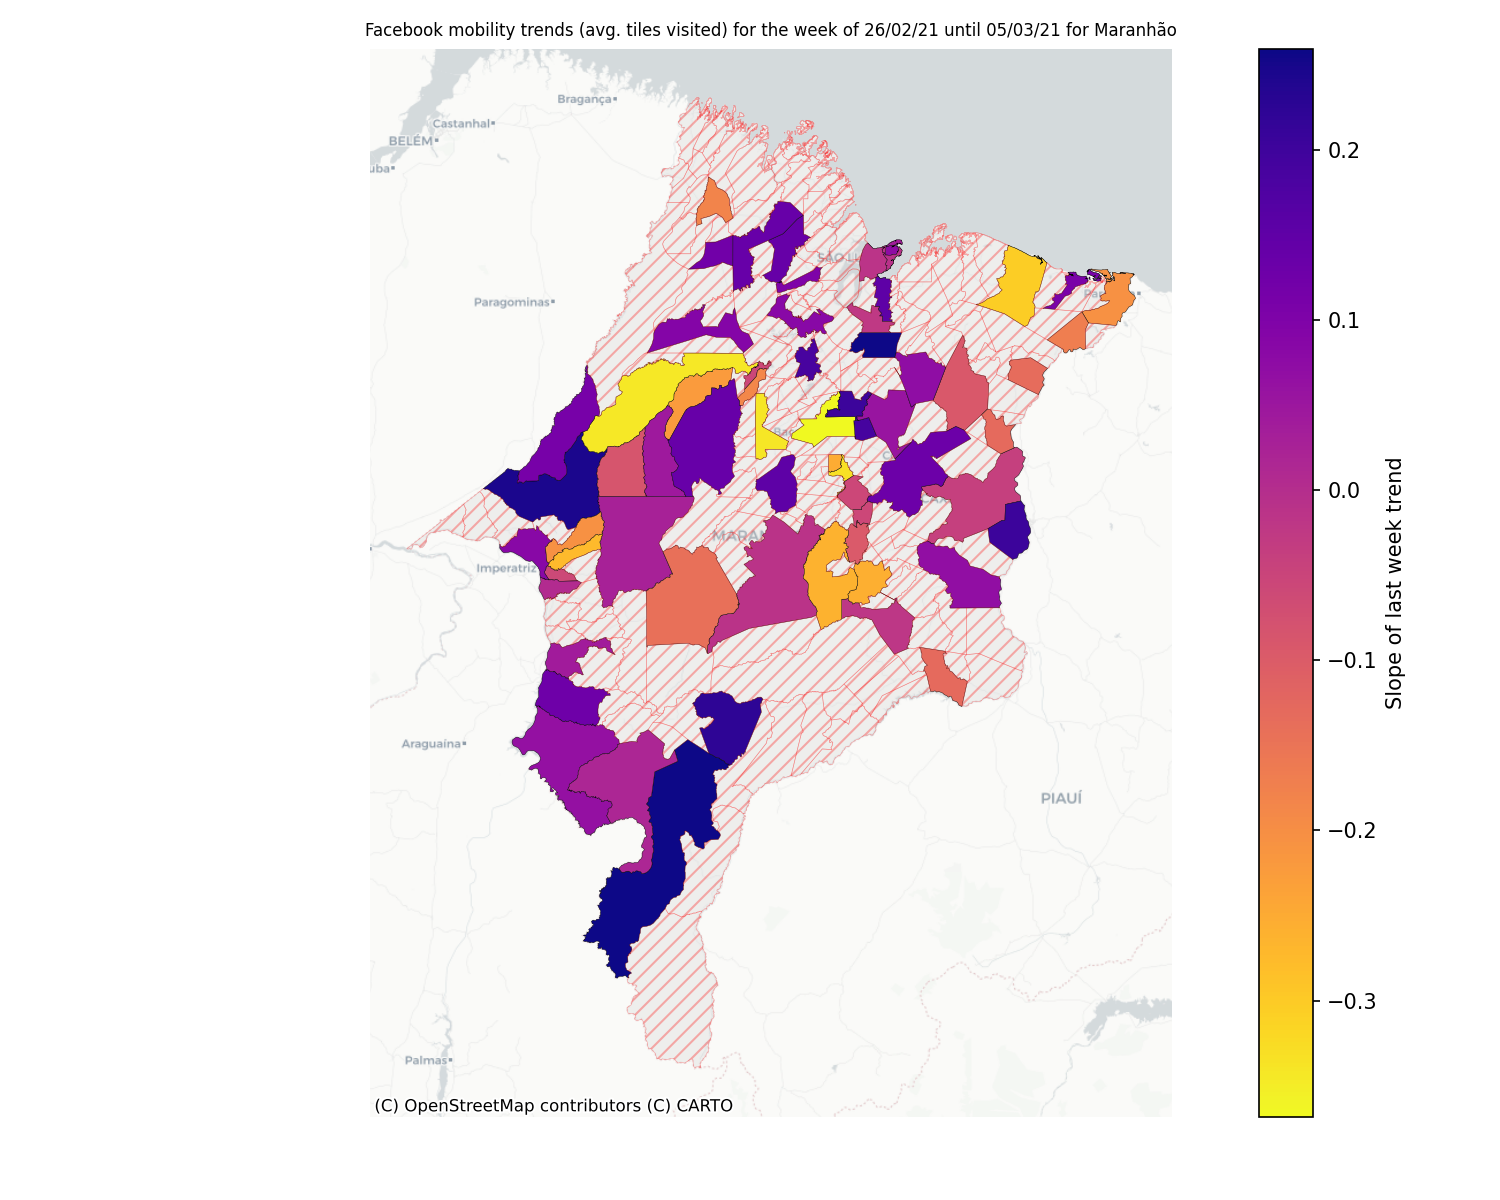 Facebook mobility trends (avg. tiles visited) for the week of 26/02/21 until 05/03/21 for Maranhão
Bragança
Castanhal
BELÉM
uba
Paragominas
Imperatriz
Araguaína
PIAUÍ
Palmas
(C) OpenStreetMap contributors (C) CARTO
0.2
0.1
0.0
−0.1
−0.2
−0.3
Slope of last week trend